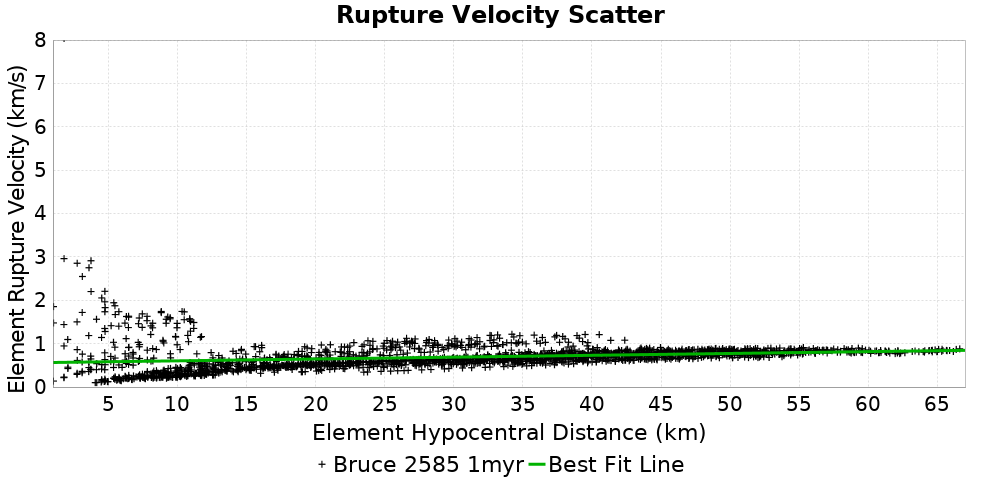 Rupture Velocity Scatter
Element Rupture Velocity (km/s)
8
7
6
5
4
3
2
1
0
5 10 15 20 25 30 35 40 45 50 55 60 65
Element Hypocentral Distance (km)
Bruce 2585 1myr Best Fit Line